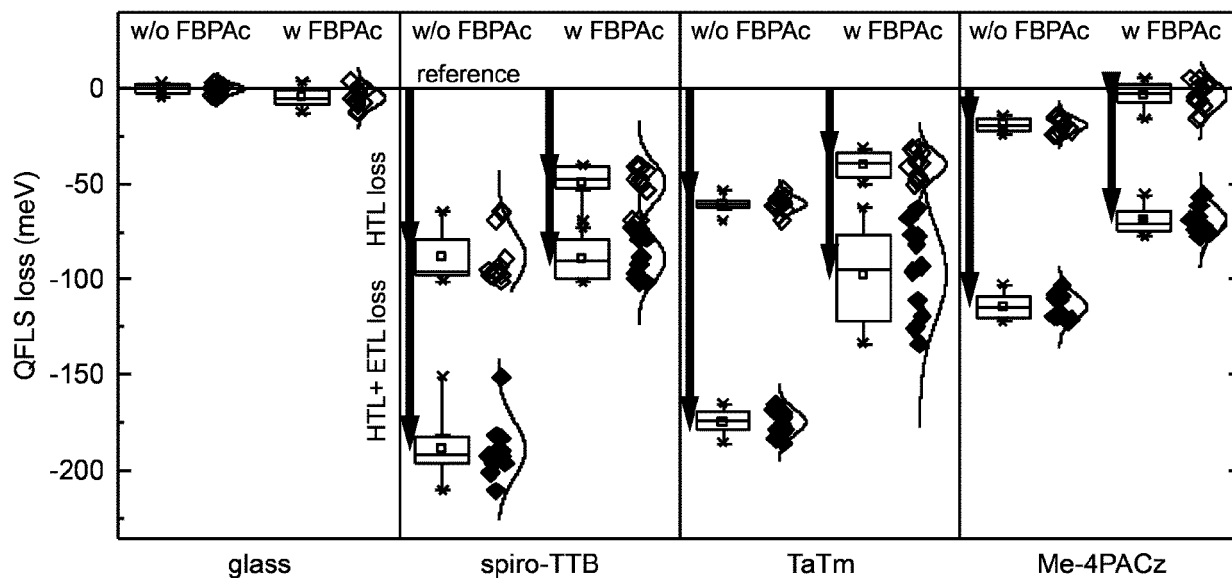 w/o FBPAc w FBPAc w/o FBPAc w FBPAc w/o FBPAc w FBPAc w/o FBPAc w FBPAc
reference
0
-50
-100
-150
-200
QFLS loss (meV)
HTL loss
HTL+ ETL loss
glass spiro-TTB TaTm Me-4PACz